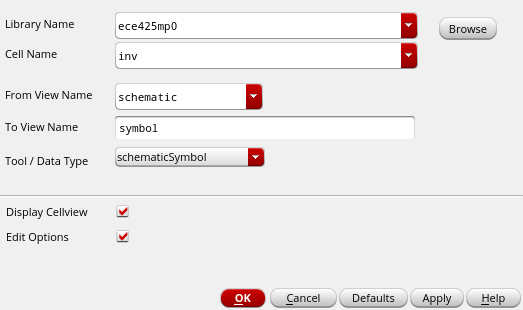 Library Name ece425mp0 Browse
Cell Name inv
From View Name schematic
To View Name symbol
Tool / Data Type schematicSymbol
Display Cellview
Edit Options
OK Cancel Defaults Apply Help